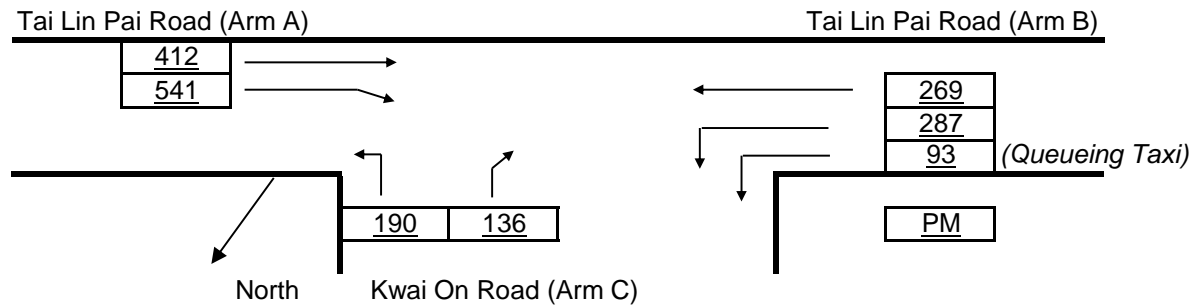 Tai Lin Pai Road (Arm A) Tai Lin Pai Road (Arm B)
412
541
269
287
93 (Queueing Taxi)
190 136
PM
North Kwai On Road (Arm C)